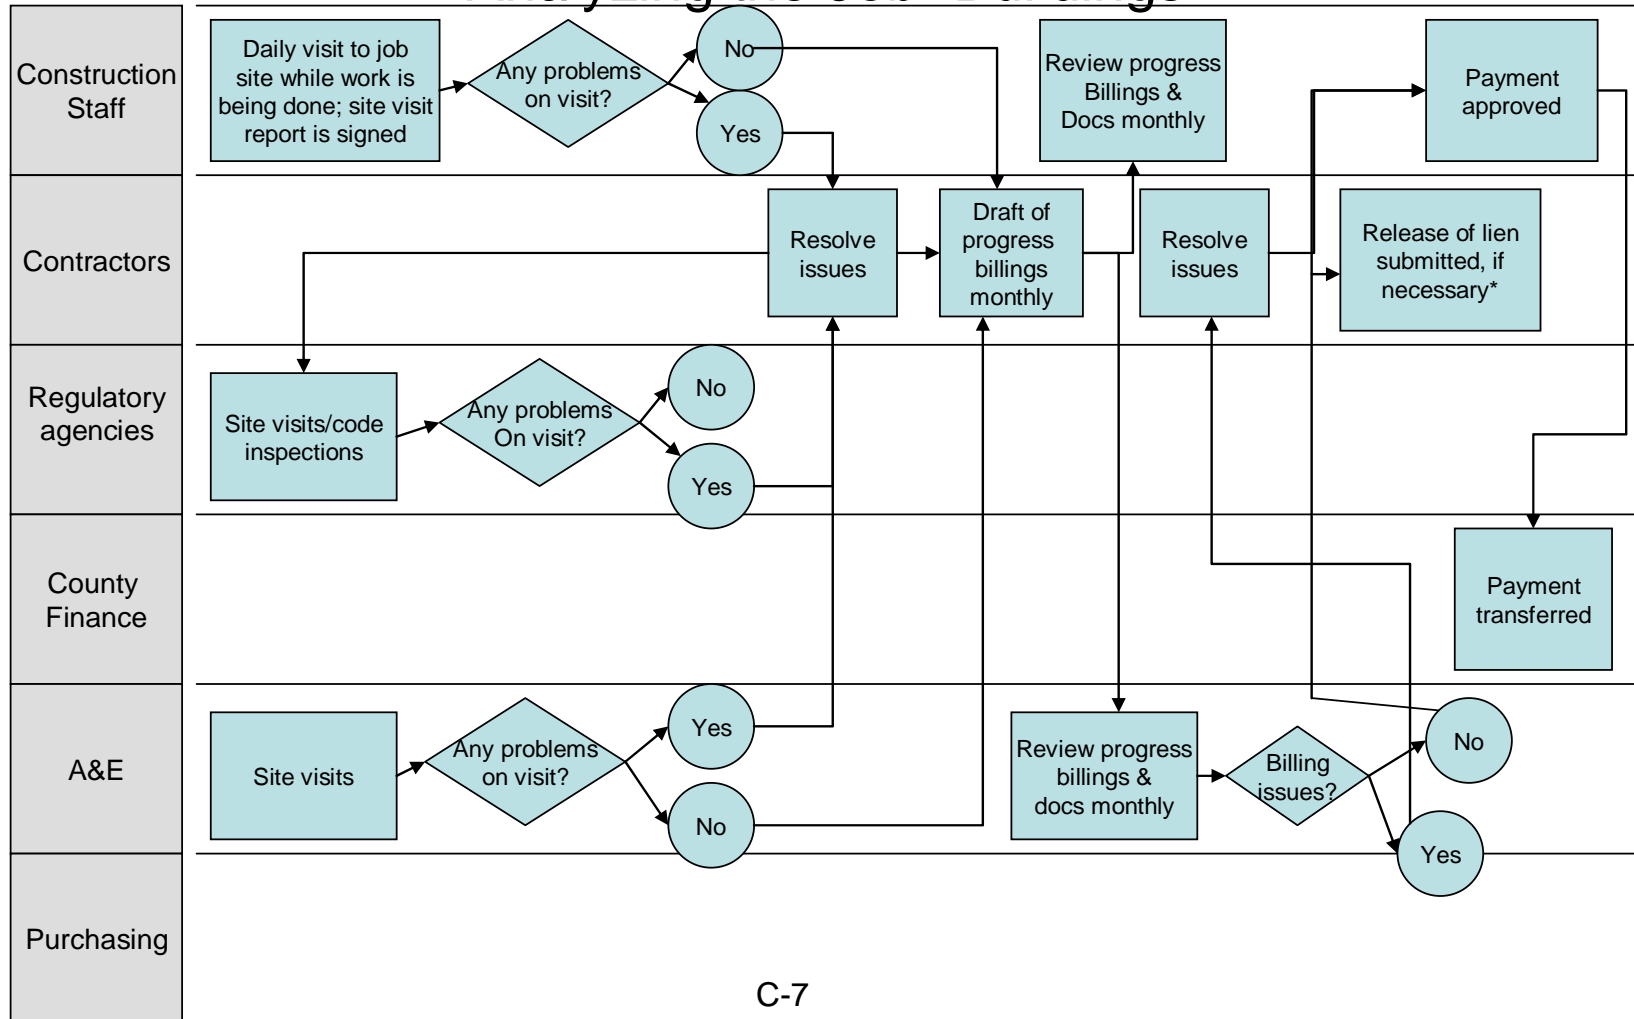 Analyzing the Job- Buildings
Construction
Staff
Daily visit to job
site while work is
being done; site visit
report is signed
Any problems
on visit?
No
Yes
Review progress
Billings &
Docs monthly
Payment
approved
Contractors
Resolve
issues
Draft of
progress
billings
monthly
Resolve
issues
Release of lien
submitted, if
necessary*
Regulatory
agencies
Site visits/code
inspections
Any problems
On visit?
No
Yes
County
Finance
Payment
transferred
A&E
Site visits
Any problems
on visit?
Yes
No
Review progress
billings &
docs monthly
Billing
issues?
No
Yes
Purchasing
C-7